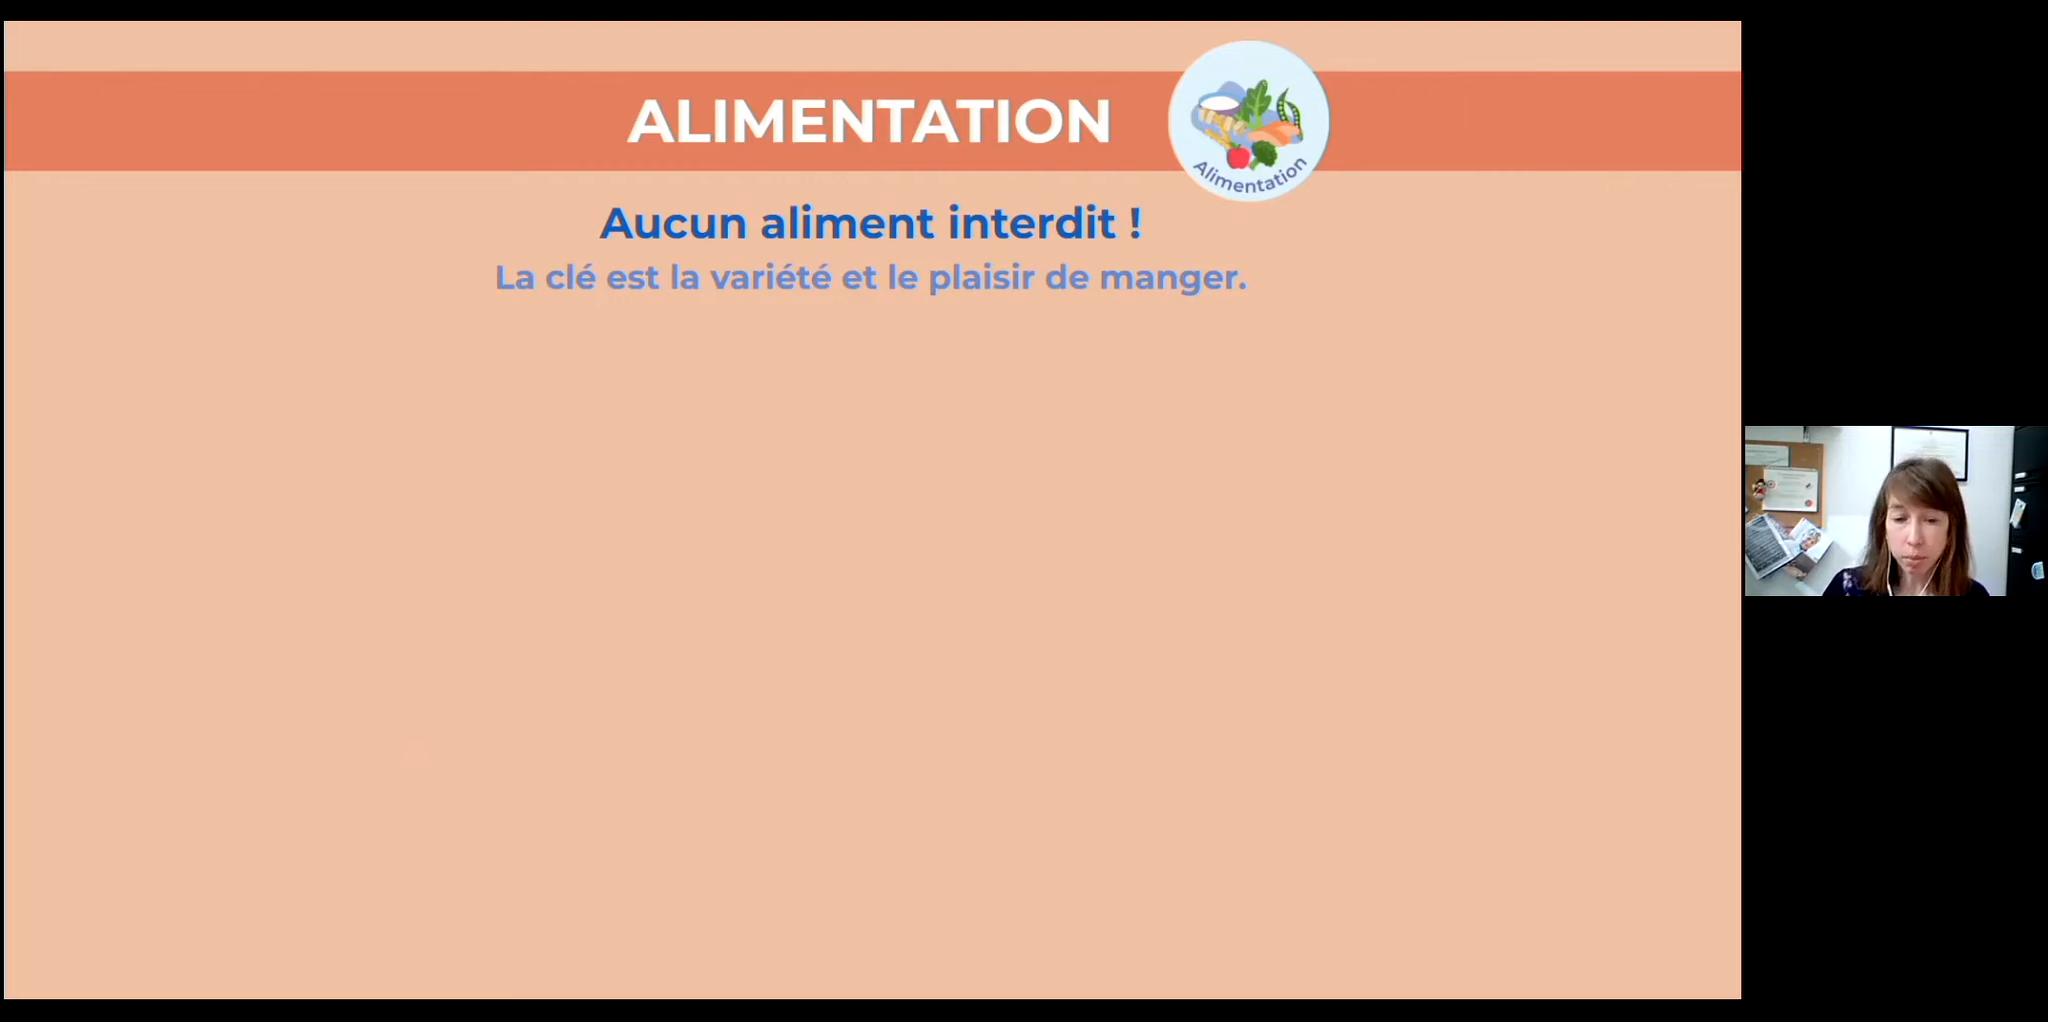 ALIMENTATION
Alimentation
Aucun aliment interdit !
La clé est la variété et le plaisir de manger.